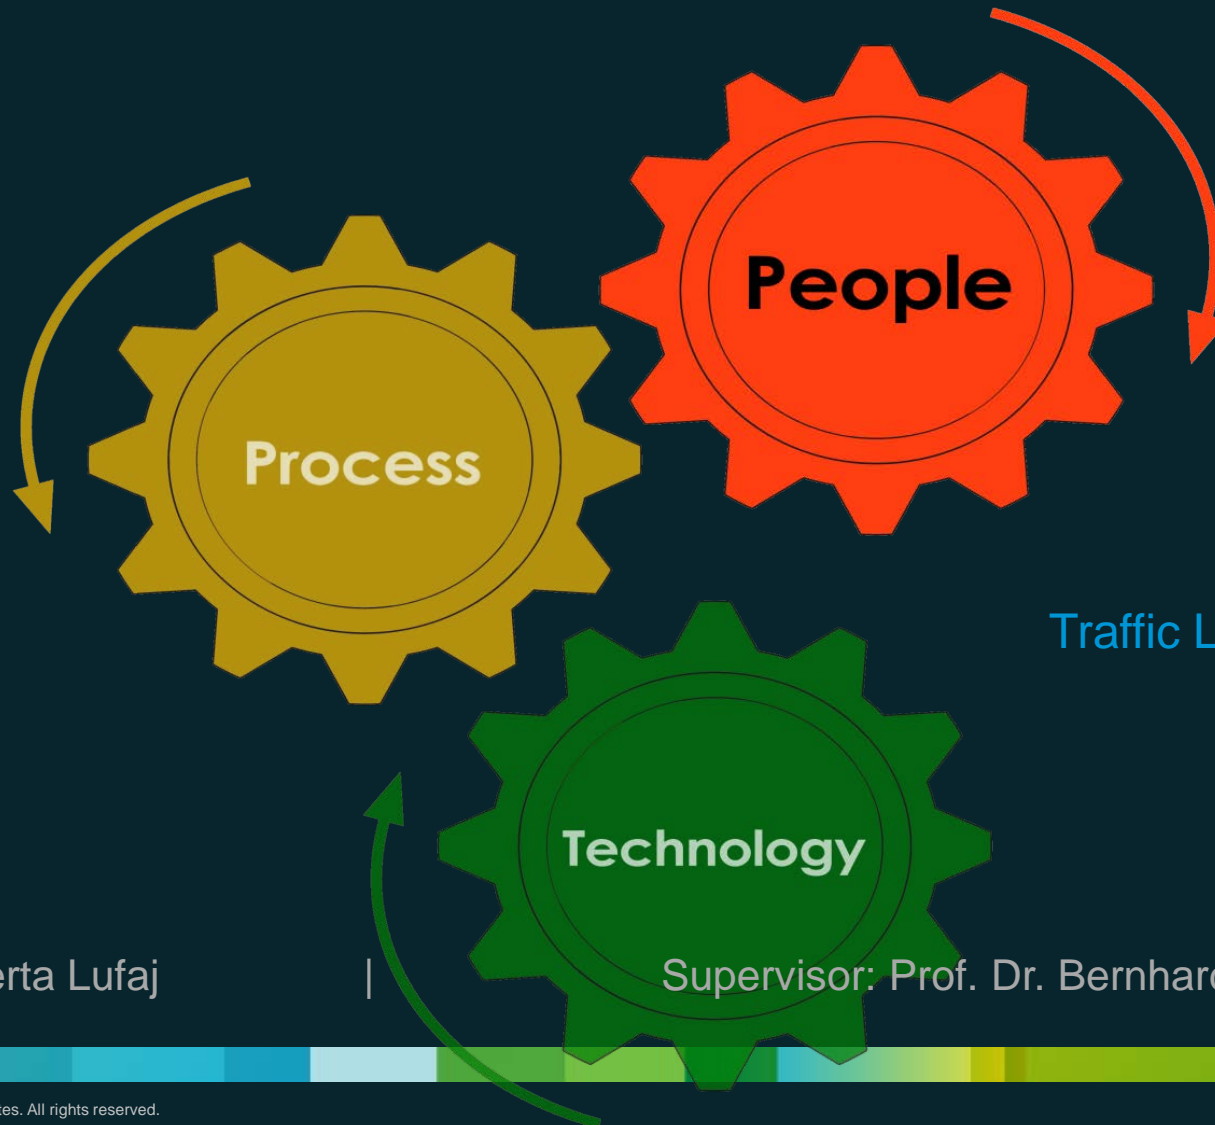 People
Process
Traffic L
Technology
erta Lufaj | Supervisor: Prof. Dr. Bernhard
tes. All rights reserved.